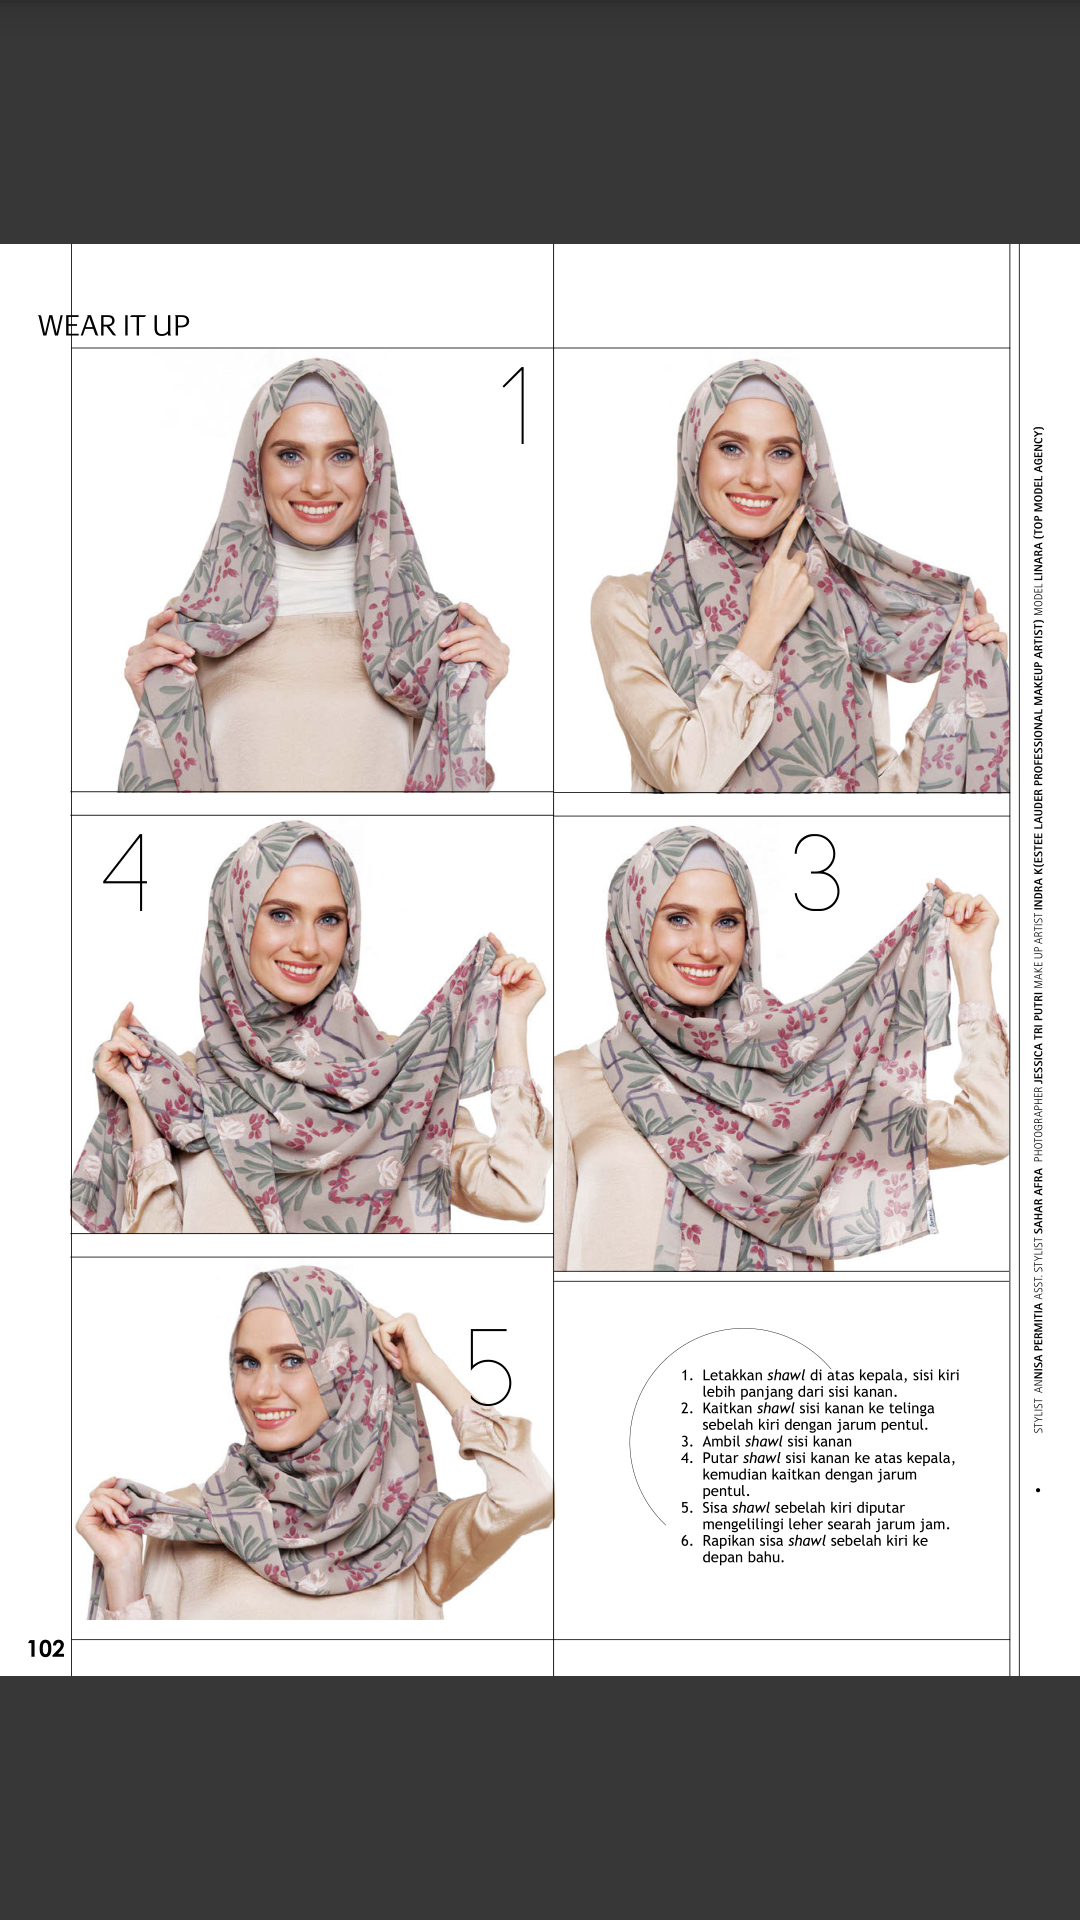 WEAR IT UP
1
4
3
5
1. Letakkan shawl di atas kepala, sisi kiri
lebih panjang dari sisi kanan.
2. Kaitkan shawl sisi kanan ke telinga
sebelah kiri dengan jarum pentul.
3. Ambil shawl sisi kanan
4. Putar shawl sisi kanan ke atas kepala,
kemudian kaitkan dengan jarum
pentul.
5. Sisa shawl sebelah kiri diputar
mengelilingi leher searah jarum jam.
6. Rapikan sisa shawl sebelah kiri ke
depan bahu.
STYLIST ANNISA PERMITIA ASST. STYLIST SAHAR AFRA PHOTOGRAPHER JESSICA TRI PUTRI MAKE UP ARTIST INDRA K(ESTEE LAUDER PROFESSIONAL MAKEUP ARTIST) MODEL LINARA (TOP MODEL AGENCY)
102